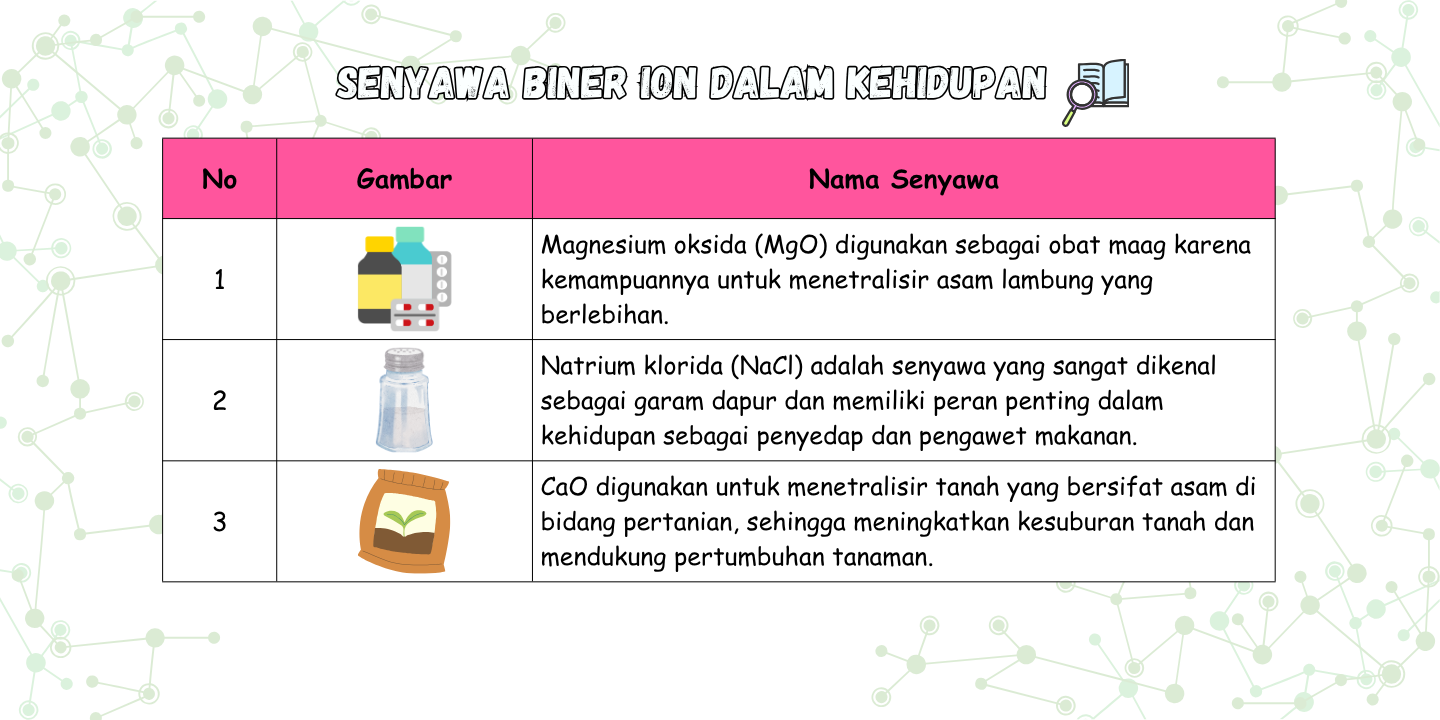 SENYAWA BINER ION DALAM KEHIDUPAN
No
Gambar
Nama Senyawa
1
Magnesium oksida (MgO) digunakan sebagai obat maag karena
kemampuannya untuk menetralisir asam lambung yang
berlebihan.
2
Natrium klorida (NaCl) adalah senyawa yang sangat dikenal
sebagai garam dapur dan memiliki peran penting dalam
kehidupan sebagai penyedap dan pengawet makanan.
3
CaO digunakan untuk menetralisir tanah yang bersifat asam di
bidang pertanian, sehingga meningkatkan kesuburan tanah dan
mendukung pertumbuhan tanaman.